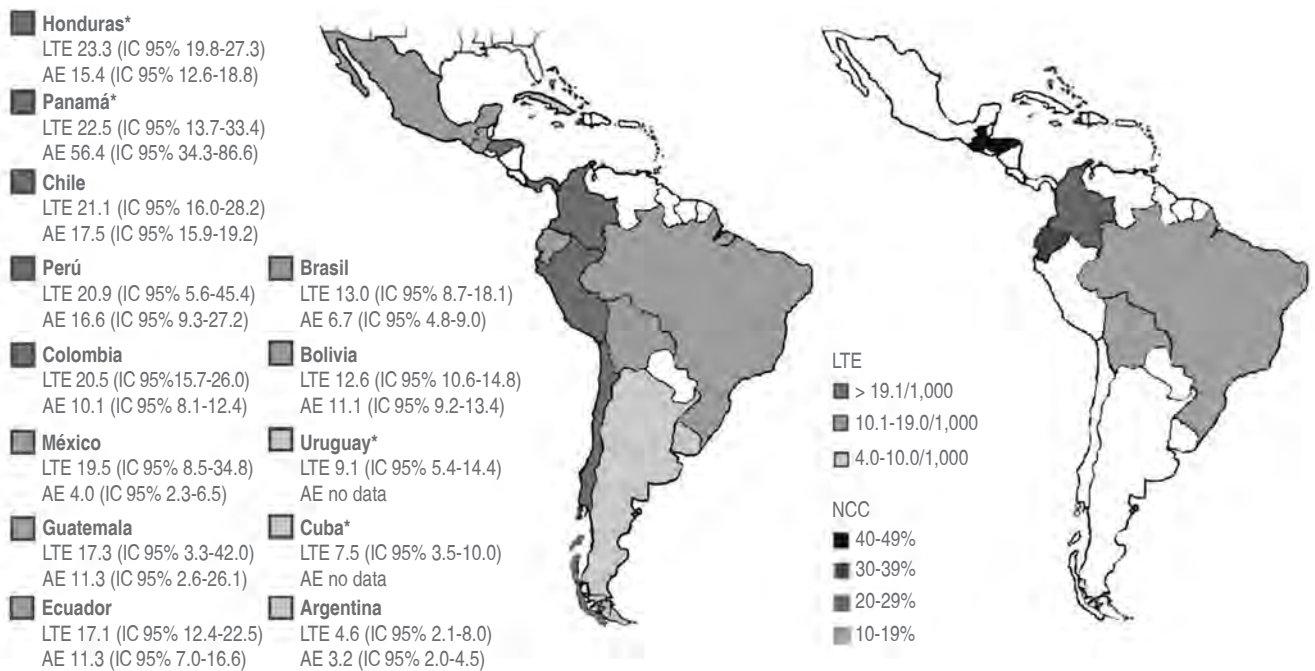 Honduras*
LTE 23.3 (IC 95% 19.8-27.3)
AE 15.4 (IC 95% 12.6-18.8)
Panamá*
LTE 22.5 (IC 95% 13.7-33.4)
AE 56.4 (IC 95% 34.3-86.6)
Chile
LTE 21.1 (IC 95% 16.0-28.2)
AE 17.5 (IC 95% 15.9-19.2)
Perú
LTE 20.9 (IC 95% 5.6-45.4)
AE 16.6 (IC 95% 9.3-27.2)
Colombia
LTE 20.5 (IC 95%15.7-26.0)
AE 10.1 (IC 95% 8.1-12.4)
México
LTE 19.5 (IC 95% 8.5-34.8)
AE 4.0 (IC 95% 2.3-6.5)
Guatemala
LTE 17.3 (IC 95% 3.3-42.0)
AE 11.3 (IC 95% 2.6-26.1)
Ecuador
LTE 17.1 (IC 95% 12.4-22.5)
AE 11.3 (IC 95% 7.0-16.6)
Brasil
LTE 13.0 (IC 95% 8.7-18.1)
AE 6.7 (IC 95% 4.8-9.0)
Bolivia
LTE 12.6 (IC 95% 10.6-14.8)
AE 11.1 (IC 95% 9.2-13.4)
Uruguay*
LTE 9.1 (IC 95% 5.4-14.4)
AE no data
Cuba*
LTE 7.5 (IC 95% 3.5-10.0)
AE no data
Argentina
LTE 4.6 (IC 95% 2.1-8.0)
AE 3.2 (IC 95% 2.0-4.5)
LTE
> 19.1/1,000
10.1-19.0/1,000
4.0-10.0/1,000
NCC
40-49%
30-39%
20-29%
10-19%